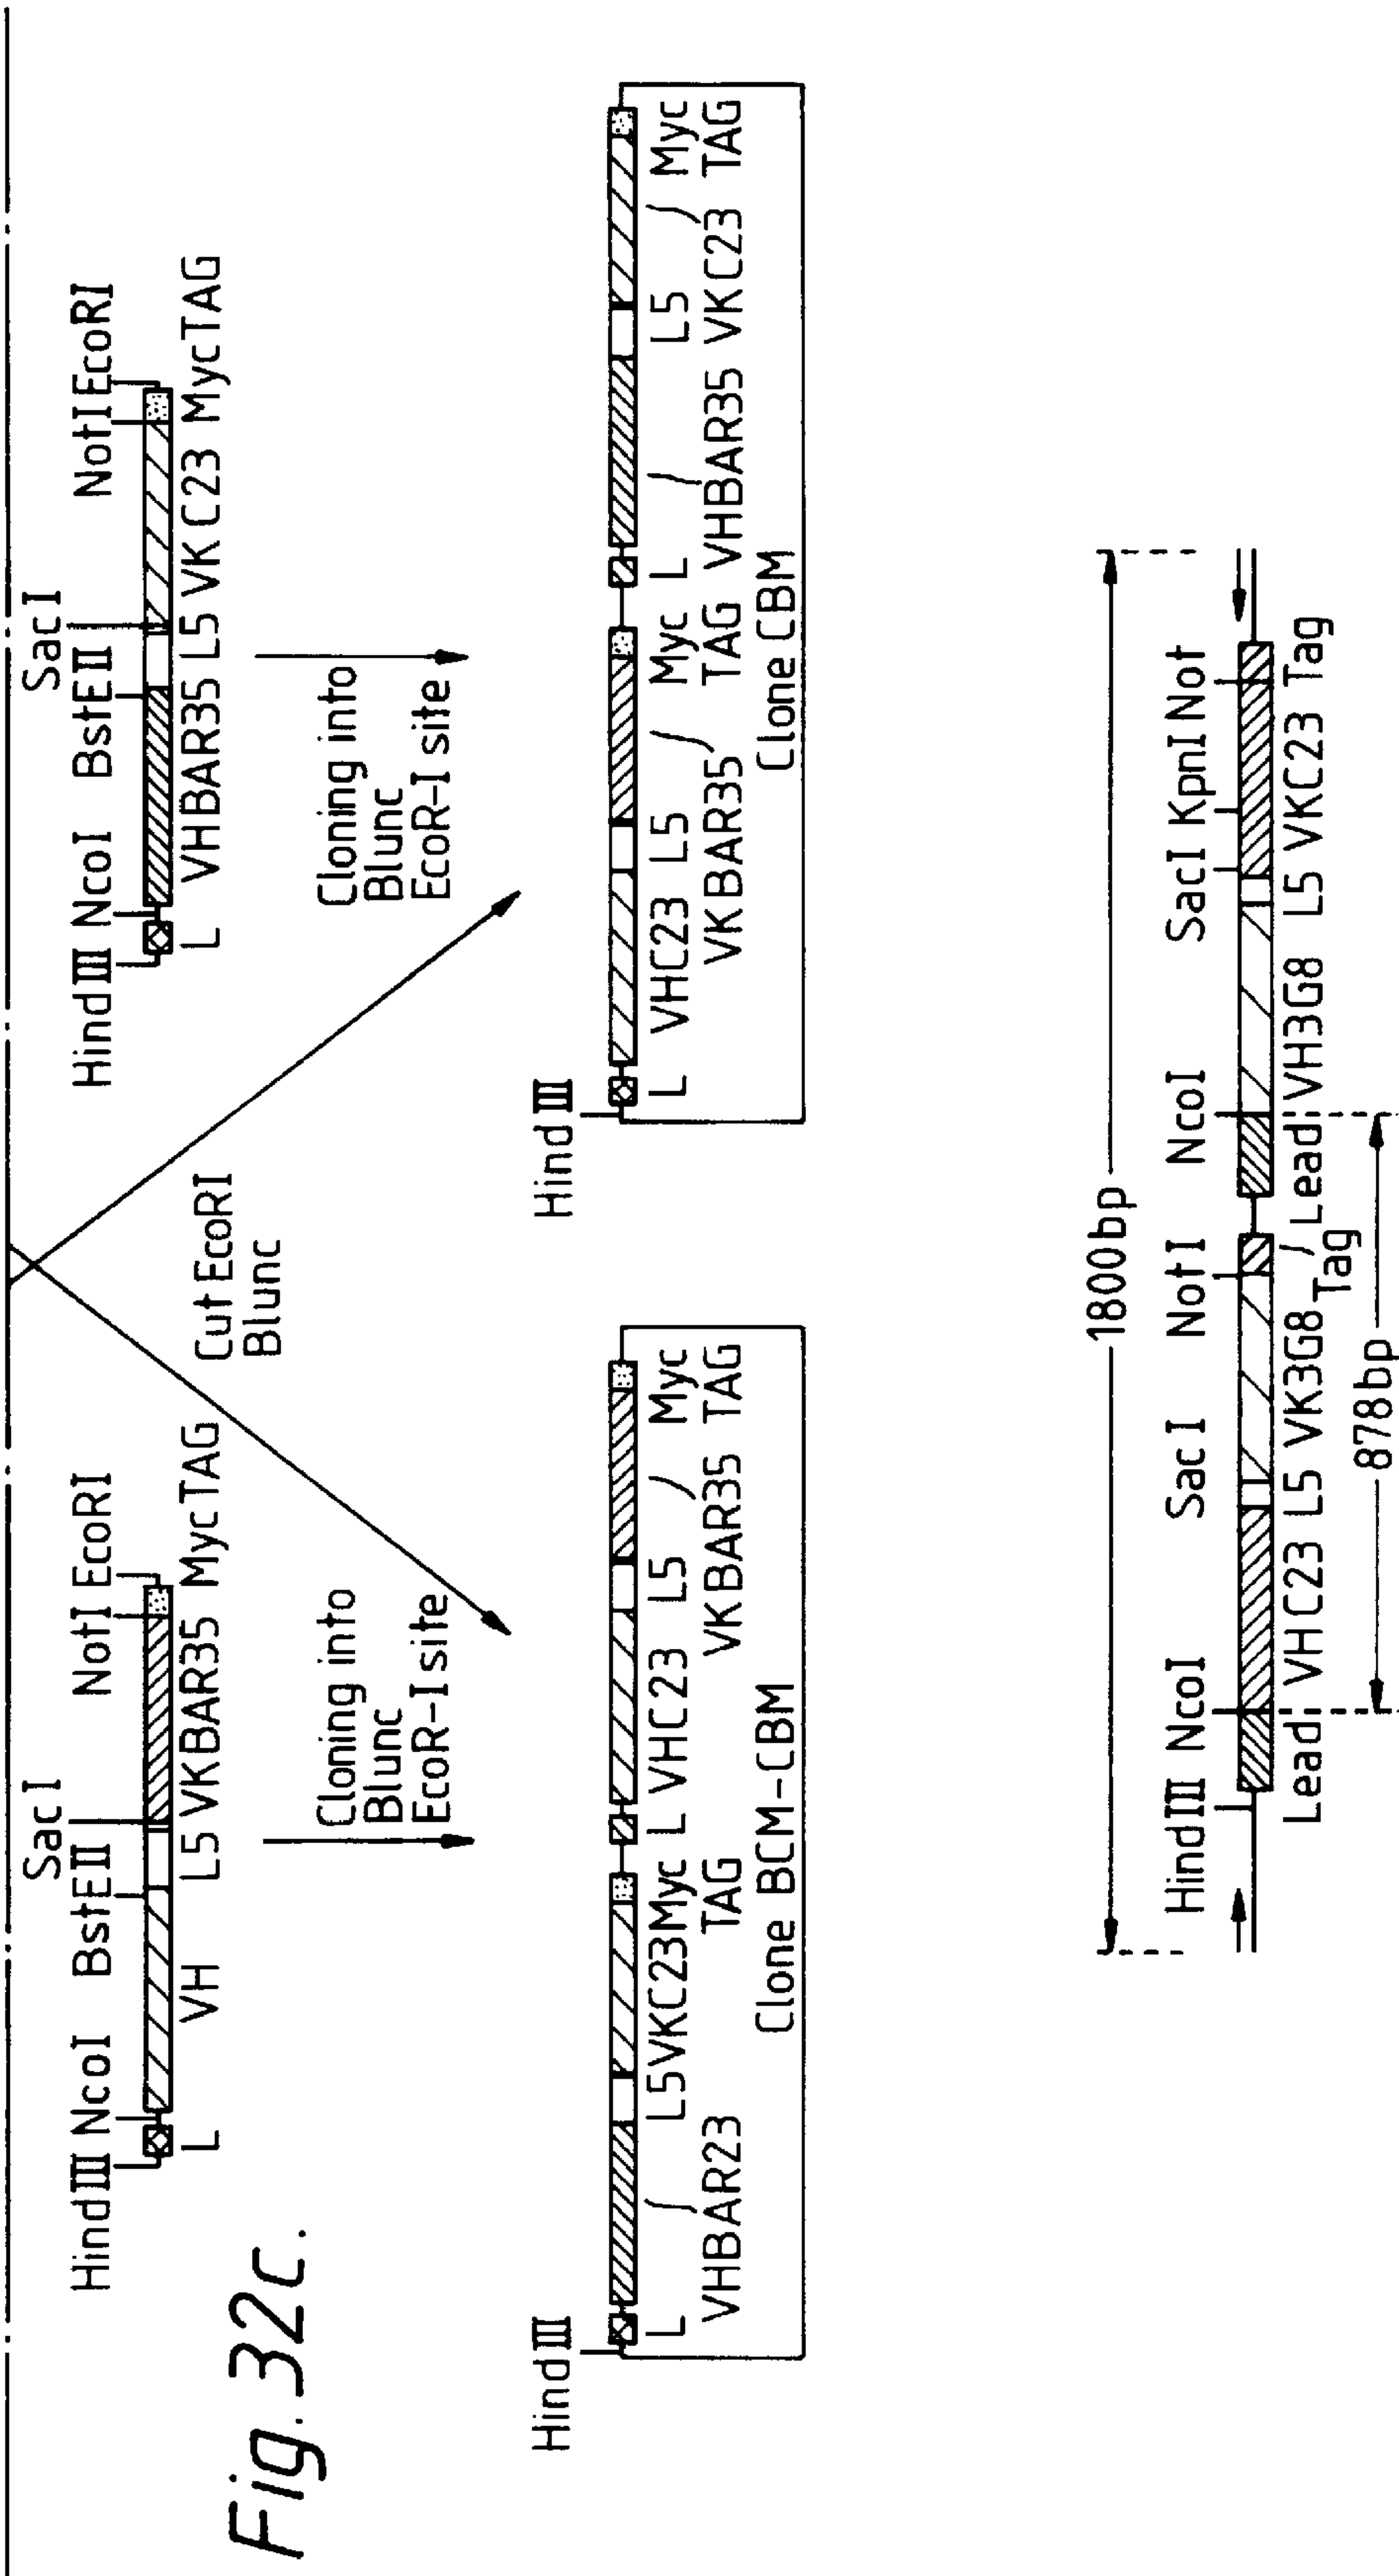 Fig. 32c.
SacI
HindIII NcoI BstEII NotI EcoRI
VH L5 VKBAR35 MycTAG
L
Cloning into
Blunc
EcoR-I site
Cut EcoRI
Blunc
SacI
HindIII NcoI BstEII NotI EcoRI
VHBAR35 L5 VKC23 MycTAG
L
Cloning into
Blunc
EcoR-I site
HindIII
L L5VKC23Myc L VHC23 L5 Myc
VHBAR23 TAG VKBAR35 TAG
Clone BCM-CBM
HindIII
L VHC23 L5 Myc L L5 Myc
VKBAR35 TAG VHBAR35 VKC23 TAG
Clone CBM
1800bp
HindIII NcoI SacI NotI NcoI SacI KpnI Not
Lead VHC23 L5 VK3G8 Lead VH3G8 L5 VKC23 Tag
Tag
878bp